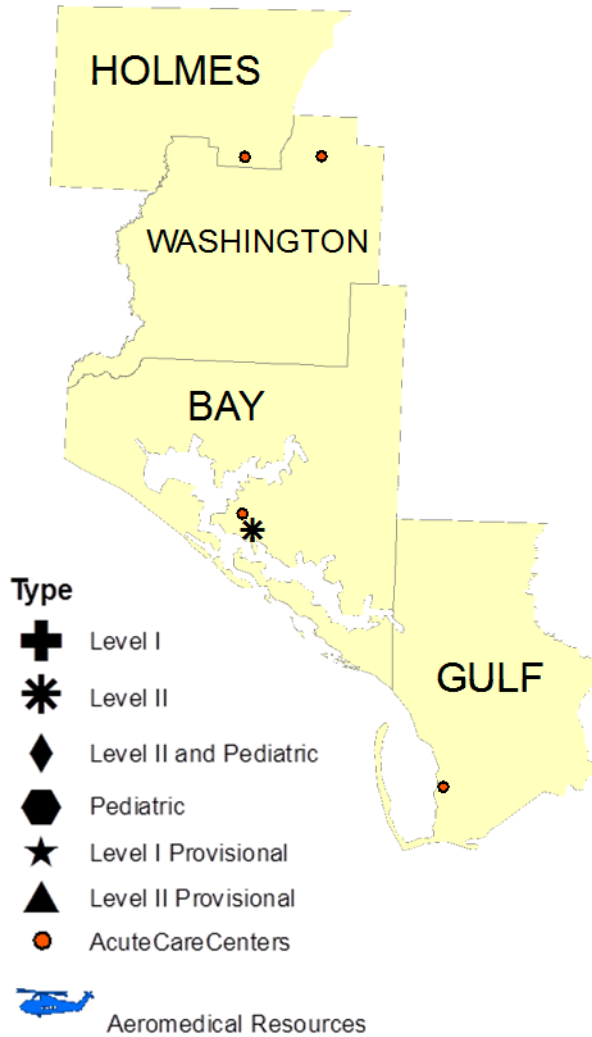 HOLMES
WASHINGTON
BAY
GULF
Type
Level I
Level II
Level II and Pediatric
Pediatric
Level I Provisional
Level II Provisional
AcuteCareCenters
Aeromedical Resources